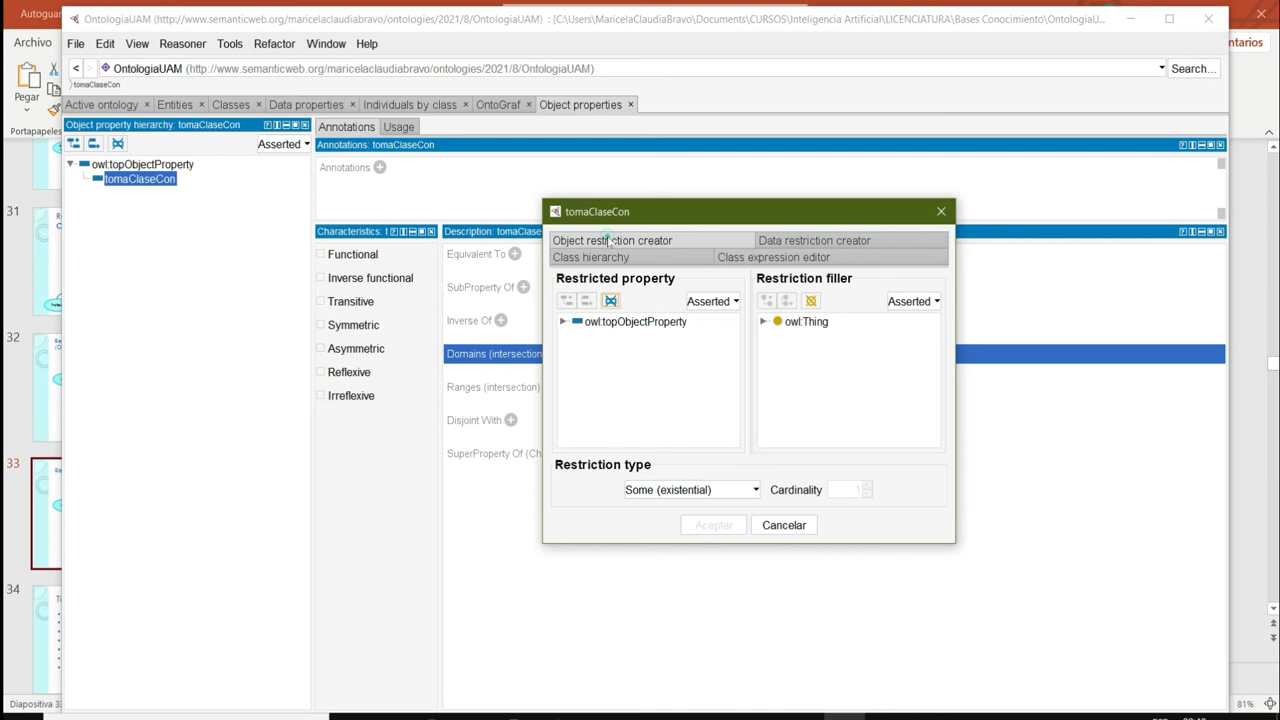 Autoguar
OntologiaUAM (http://www.semanticweb.org/maricelaclaudiabravo/ontologies/2021/8/OntologiaUAM) : [C:\Users\MaricelaClaudiaBravo\Documents\CURSOS\Inteligencia Artificial\LICENCIATURA\Bases Conocimiento\OntologiaU...
Archivo
File Edit View Reasoner Tools Refactor Window Help
ntarios
< > OntologiaUAM (http://www.semanticweb.org/maricelaclaudiabravo/ontologies/2021/8/OntologiaUAM) Search...
tomaClaseCon
Pegar
Active ontology × Entities × Classes × Data properties × Individuals by class × OntoGraf × Object properties ×
Portapapeles
Object property hierarchy: tomaClaseCon
Annotations Usage
Asserted
Annotations: tomaClaseCon
Annotations
owl:topObjectProperty
tomaClaseCon
Characteristics: t
Description: tomaClase
Functional
Inverse functional
Transitive
Symmetric
Asymmetric
Reflexive
Irreflexive
Equivalent To
SubProperty Of
Inverse Of
Domains (intersection
Ranges (intersection)
Disjoint With
SuperProperty Of (Ch
tomaClaseCon
Object restriction creator Data restriction creator
Class hierarchy Class expression editor
Restricted property Restriction filler
Asserted Asserted
owl:topObjectProperty owl:Thing
Restriction type
Some (existential) Cardinality 1
Aceptar Cancelar
31
32
33
34
Diapositiva 3
81%